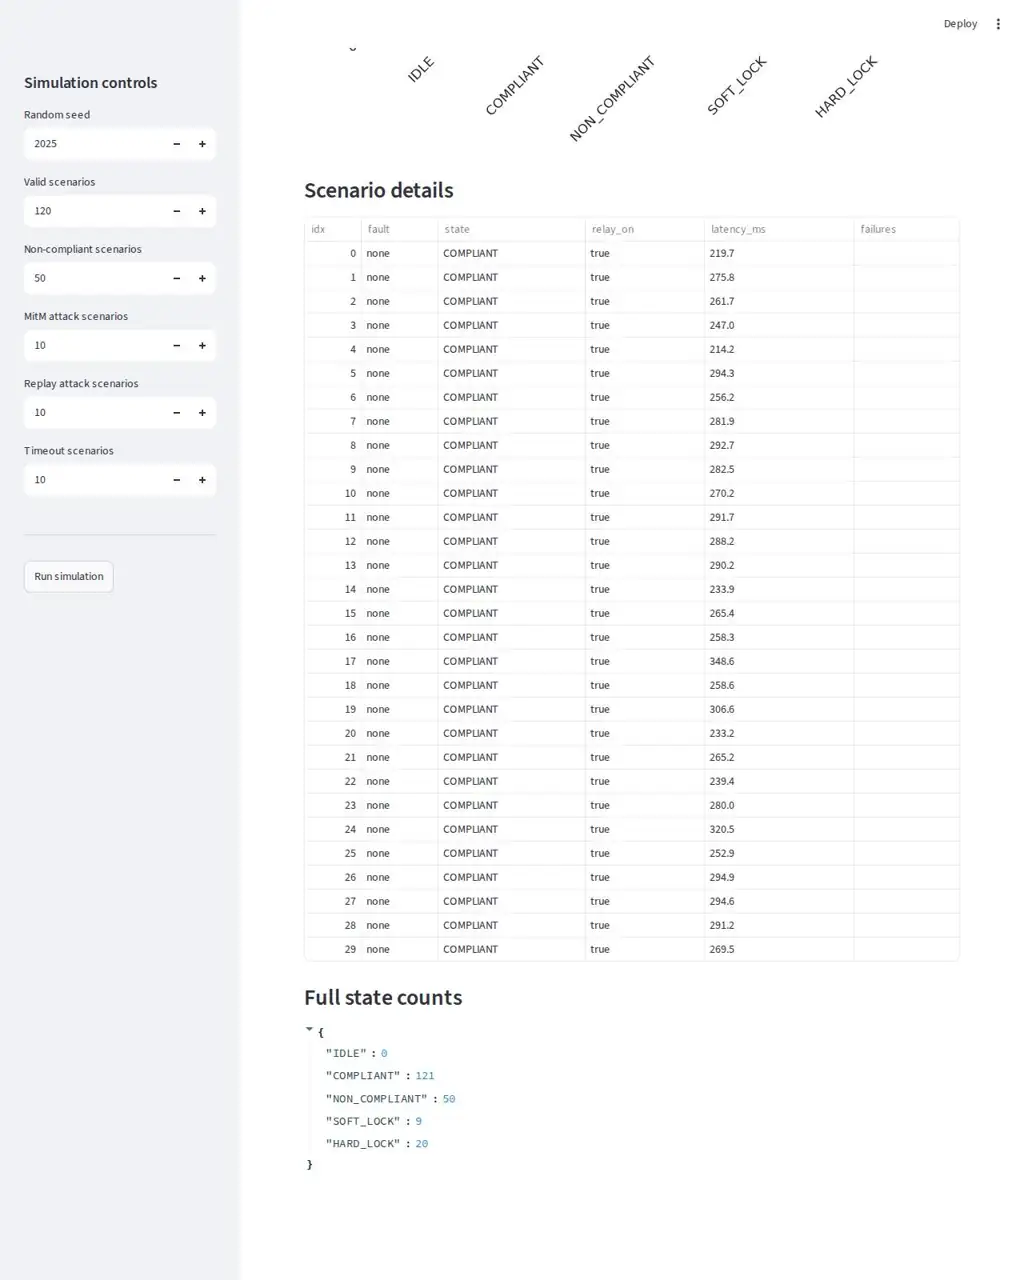 Deploy
Simulation controls
Random seed
2025
Valid scenarios
120
Non-compliant scenarios
50
MitM attack scenarios
10
Replay attack scenarios
10
Timeout scenarios
10
Run simulation
IDLE
COMPLIANT
NON_COMPLIANT
SOFT_LOCK
HARD_LOCK
Scenario details
idx fault state relay_on latency_ms failures
0 none COMPLIANT true 219.7
1 none COMPLIANT true 275.8
2 none COMPLIANT true 261.7
3 none COMPLIANT true 247.0
4 none COMPLIANT true 214.2
5 none COMPLIANT true 294.3
6 none COMPLIANT true 256.2
7 none COMPLIANT true 281.9
8 none COMPLIANT true 292.7
9 none COMPLIANT true 282.5
10 none COMPLIANT true 270.2
11 none COMPLIANT true 291.7
12 none COMPLIANT true 288.2
13 none COMPLIANT true 290.2
14 none COMPLIANT true 233.9
15 none COMPLIANT true 265.4
16 none COMPLIANT true 258.3
17 none COMPLIANT true 348.6
18 none COMPLIANT true 258.6
19 none COMPLIANT true 306.6
20 none COMPLIANT true 233.2
21 none COMPLIANT true 265.2
22 none COMPLIANT true 239.4
23 none COMPLIANT true 280.0
24 none COMPLIANT true 320.5
25 none COMPLIANT true 252.9
26 none COMPLIANT true 294.9
27 none COMPLIANT true 294.6
28 none COMPLIANT true 291.2
29 none COMPLIANT true 269.5
Full state counts
{
"IDLE" : 0
"COMPLIANT" : 121
"NON_COMPLIANT" : 50
"SOFT_LOCK" : 9
"HARD_LOCK" : 20
}